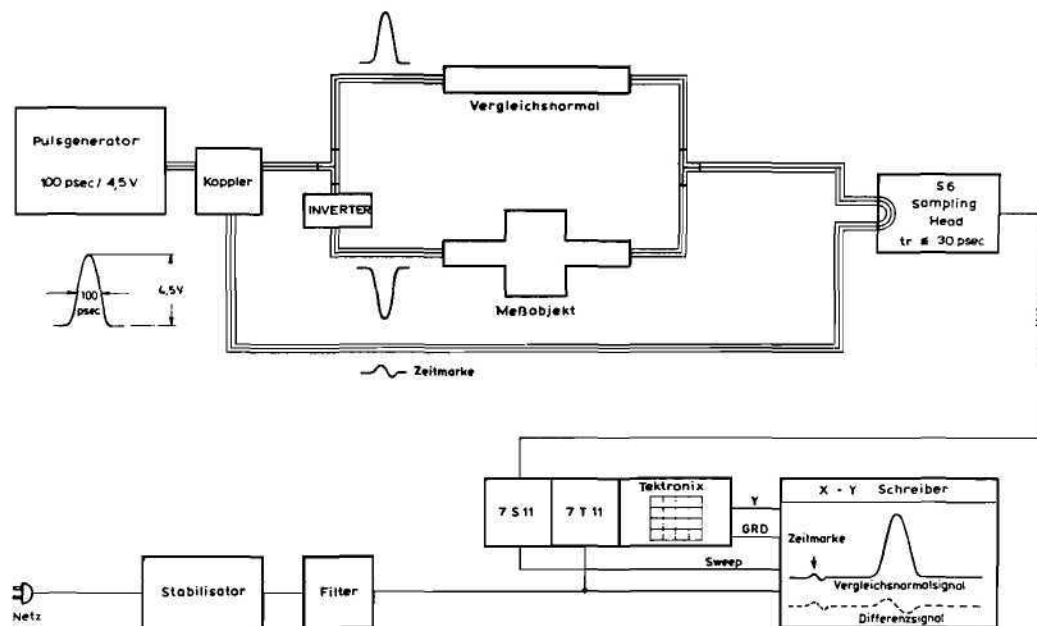 Pulsgenerator
100 psec / 4,5 V
Koppler
INVERTER
Vergleichsnormal
Meßobjekt
S 6
Sampling
Head
tr ≦ 30 psec
100
psec
4,5V
Zeitmarke
7 S 11
7 T 11
Tektronix
Y
GRD
Sweep
X - Y Schreiber
Zeitmarke
Vergleichsnormalsignal
Differenzsignal
Netz
Stabilisator
Filter